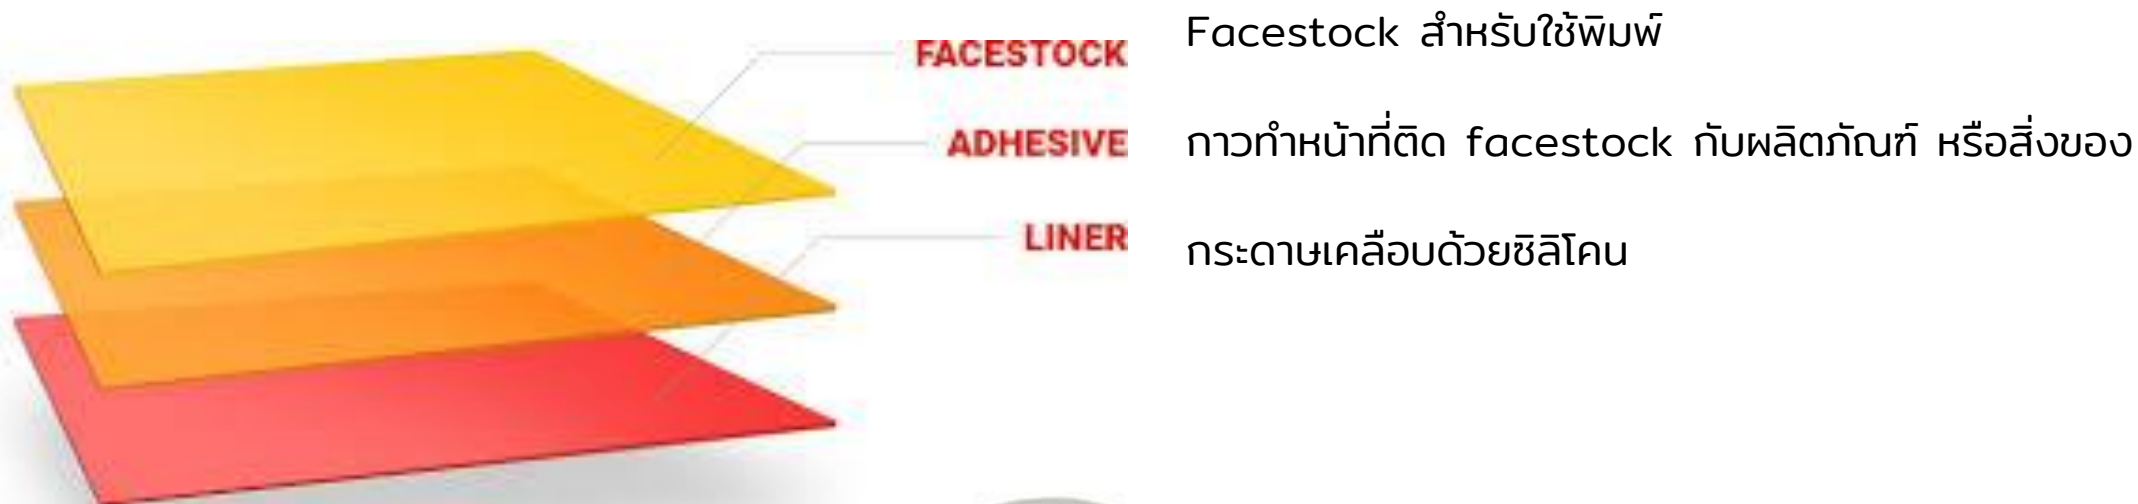 FACESTOCK
Facestock สำหรับใช้พิมพ์
ADHESIVE
กาวทำหน้าที่ติด facestock กับผลิตภัณฑ์ หรือสิ่งของ
LINER
กระดาษเคลือบด้วยซิลิโคน